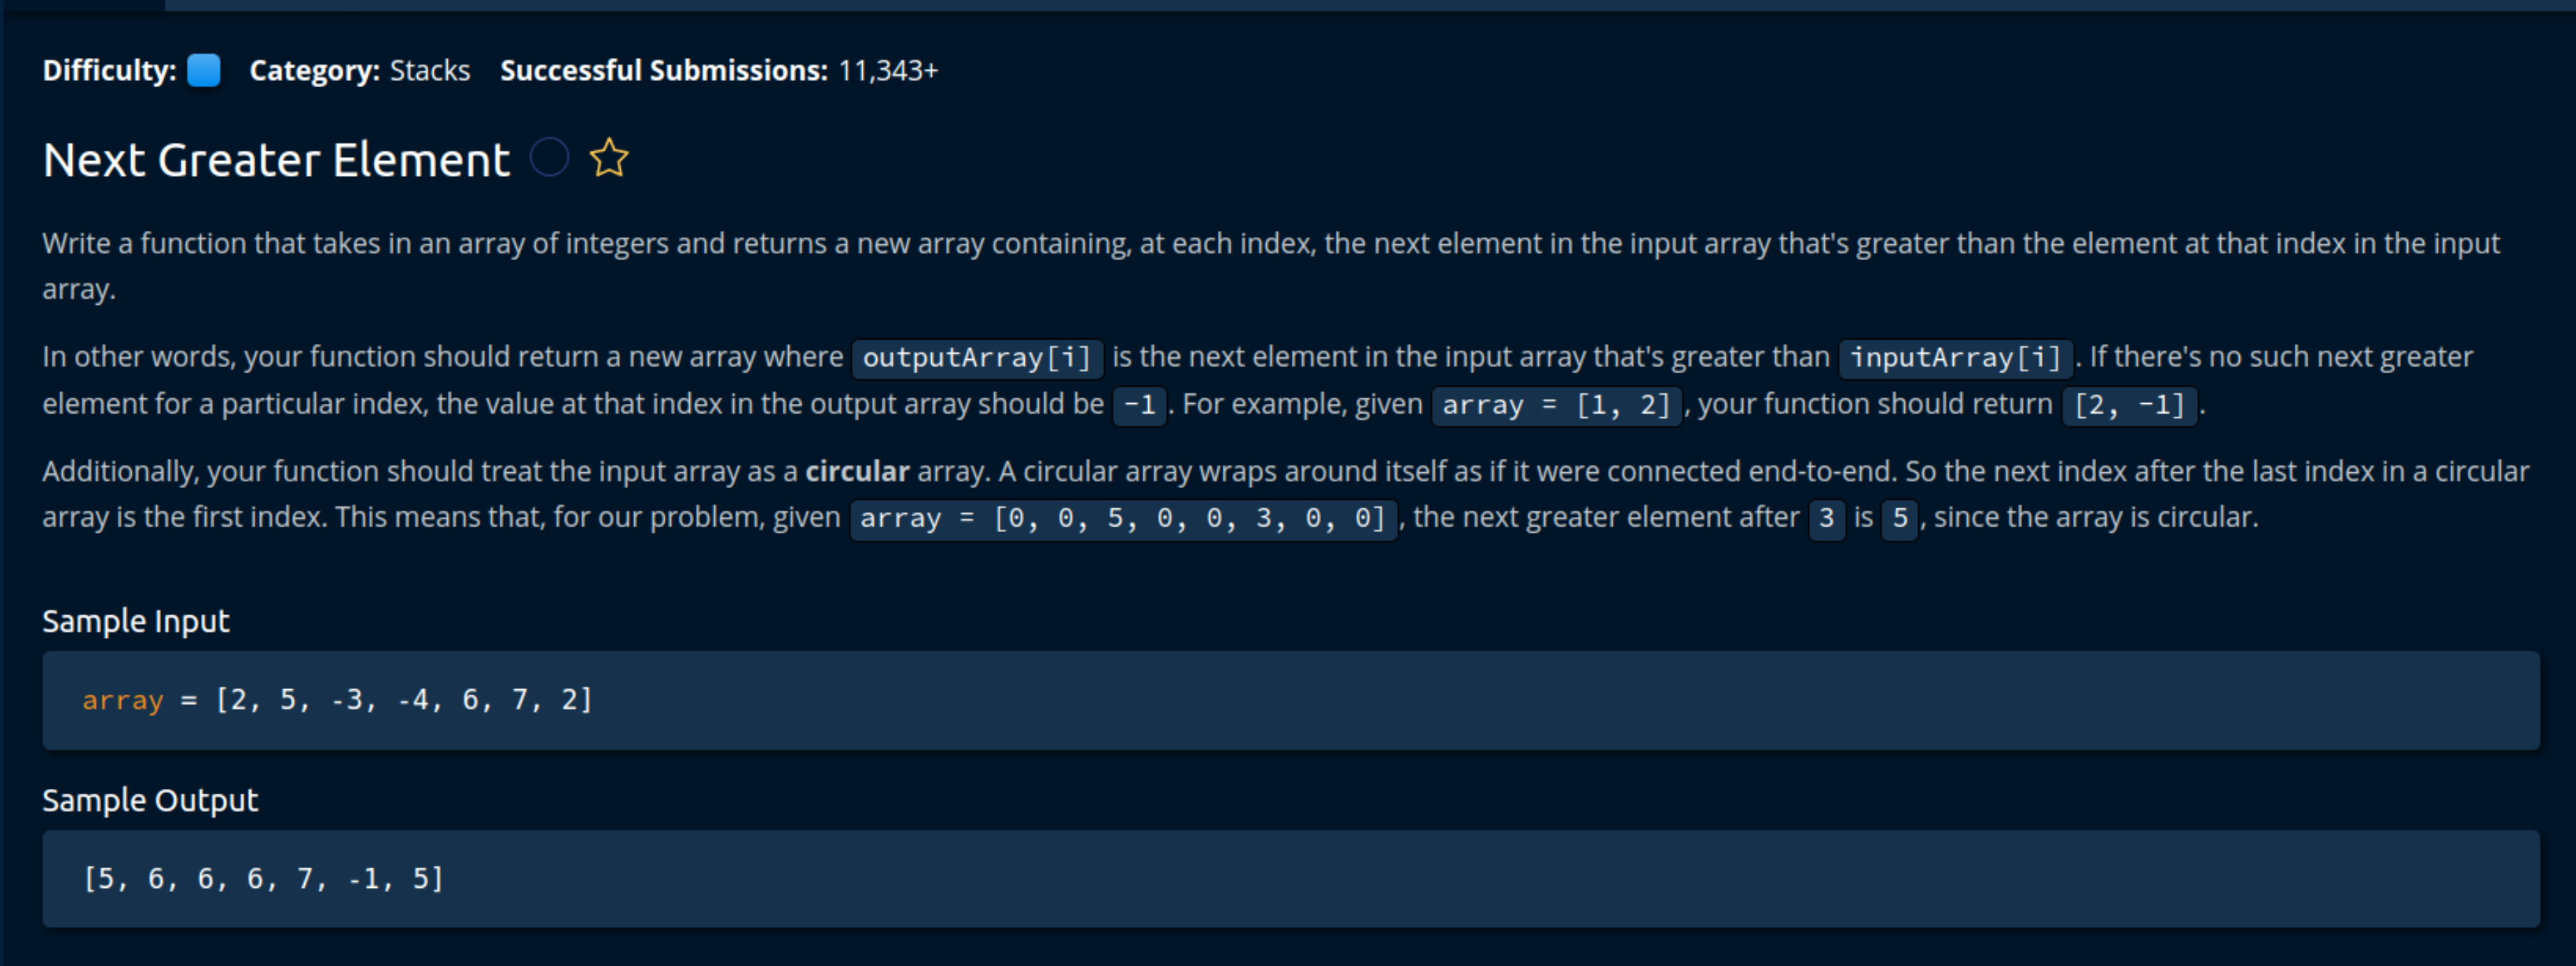 Difficulty: Category: Stacks Successful Submissions: 11,343+
Next Greater Element
Write a function that takes in an array of integers and returns a new array containing, at each index, the next element in the input array that's greater than the element at that index in the input
array.
In other words, your function should return a new array where outputArray[i] is the next element in the input array that's greater than inputArray[i]. If there's no such next greater
element for a particular index, the value at that index in the output array should be -1. For example, given array = [1, 2], your function should return [2, -1].
Additionally, your function should treat the input array as a circular array. A circular array wraps around itself as if it were connected end-to-end. So the next index after the last index in a circular
array is the first index. This means that, for our problem, given array = [0, 0, 5, 0, 0, 3, 0, 0], the next greater element after 3 is 5, since the array is circular.
Sample Input
array = [2, 5, -3, -4, 6, 7, 2]
Sample Output
[5, 6, 6, 6, 7, -1, 5]